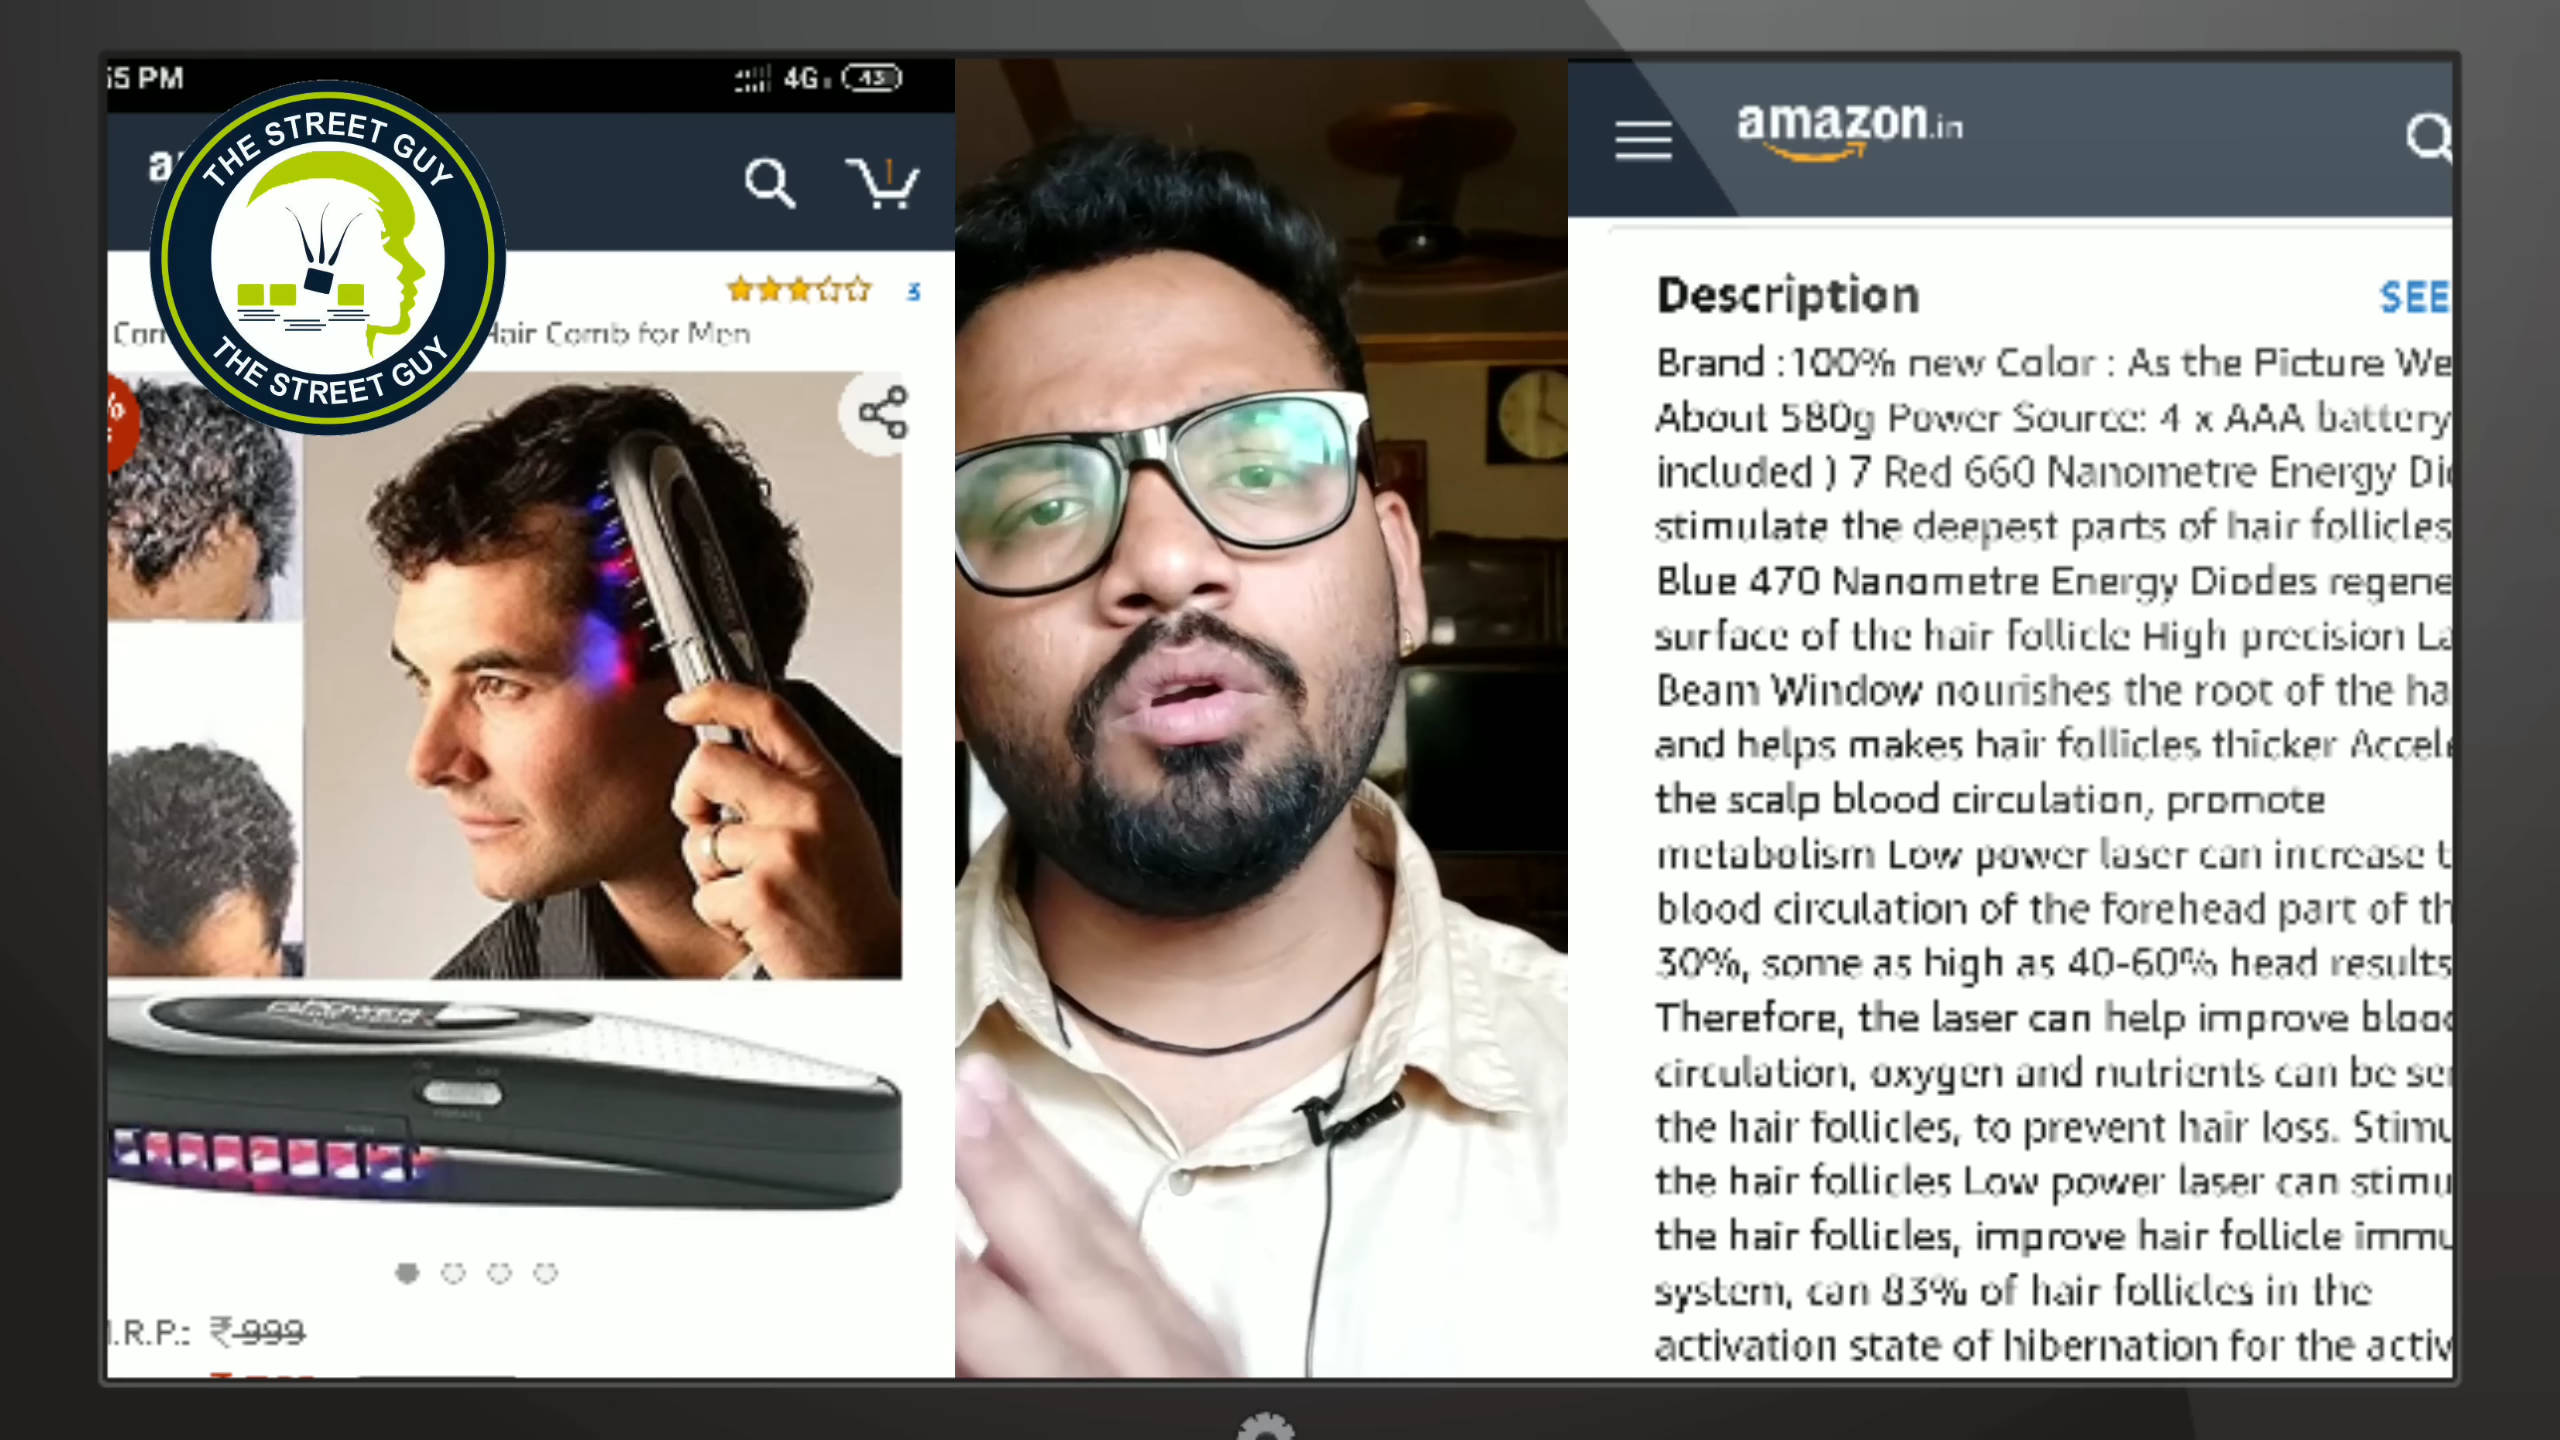 55 PM
4G 43
THE STREET GUY
THE STREET GUY
1
3
Hair Comb for Men
%
POWER
M.R.P.: ₹ 999
amazon.in
Description
SEE
Brand :100% new Color : As the Picture We
About 580g Power Source: 4 x AAA battery
included ) 7 Red 660 Nanometre Energy Dio
stimulate the deepest parts of hair follicles
Blue 470 Nanometre Energy Diodes regene
surface of the hair follicle High precision La
Beam Window nourishes the root of the ha
and helps makes hair follicles thicker Accele
the scalp blood circulation, promote
metabolism Low power laser can increase t
blood circulation of the forehead part of th
30%, some as high as 40-60% head results
Therefore, the laser can help improve blood
circulation, oxygen and nutrients can be sen
the hair follicles, to prevent hair loss. Stimu
the hair follicles Low power laser can stimu
the hair follicles, improve hair follicle immu
system, can 83% of hair follicles in the
activation state of hibernation for the activ